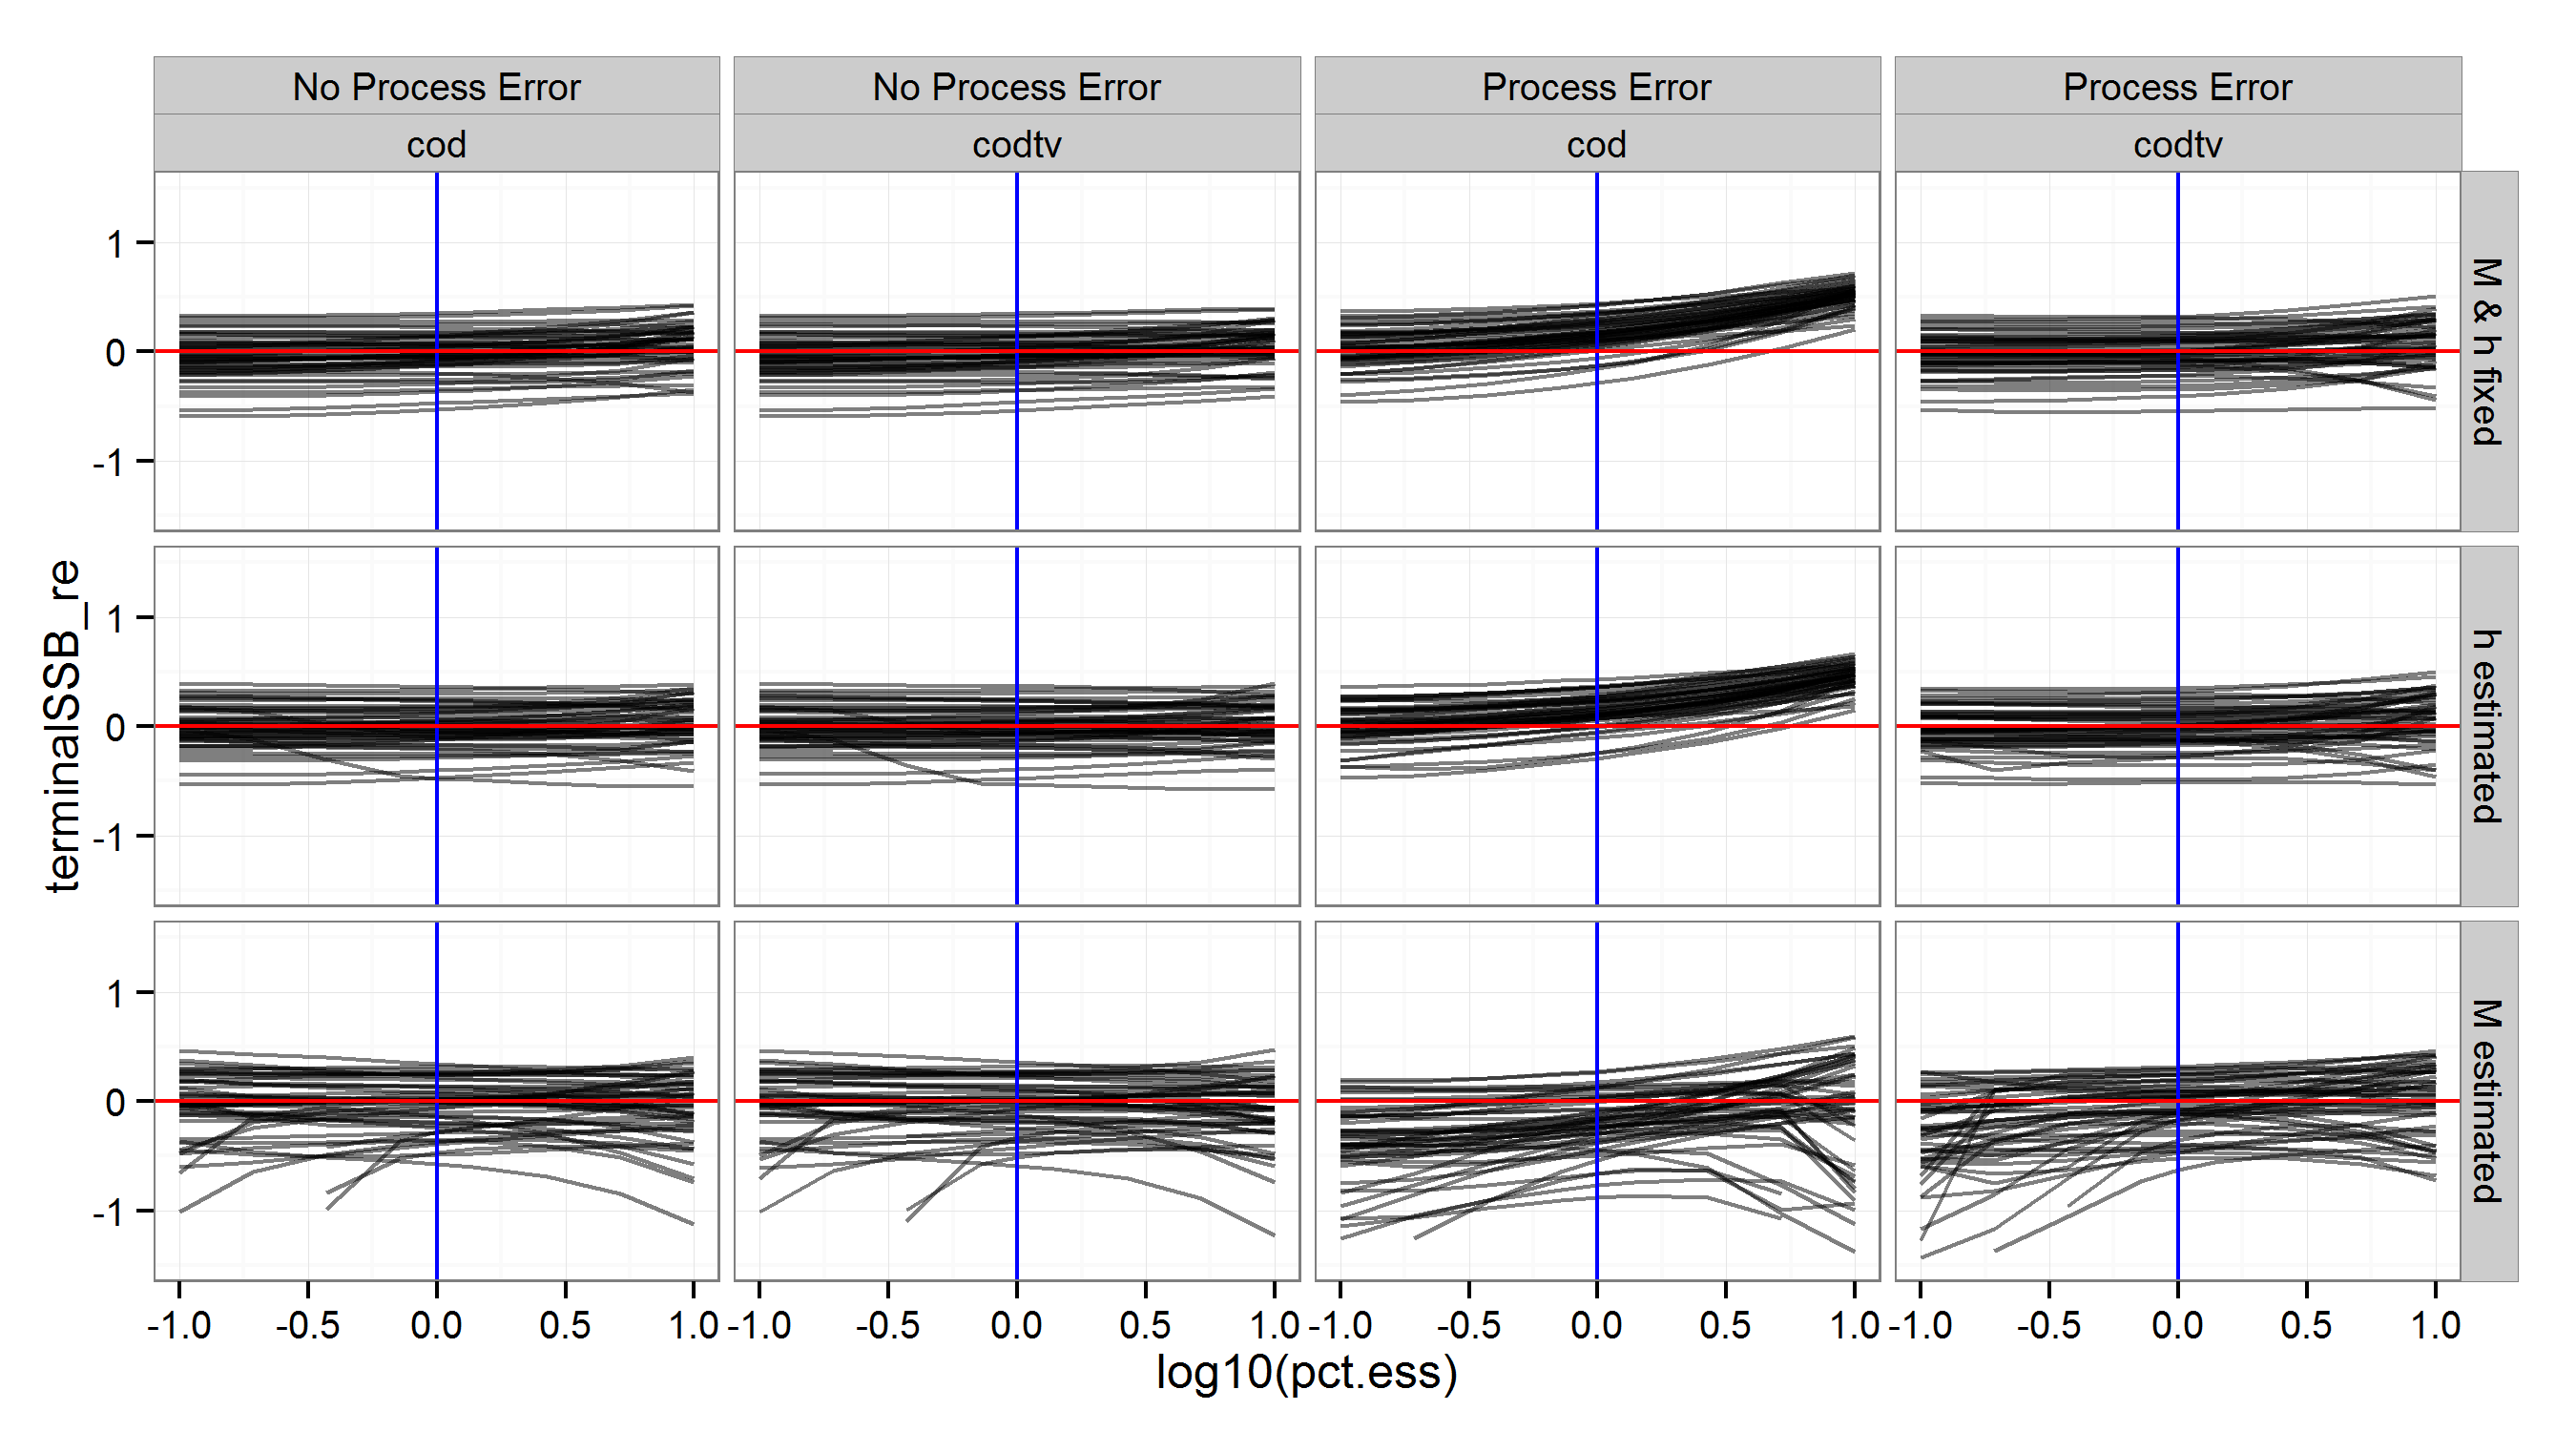 No Process Error
No Process Error
Process Error
Process Error
cod
codtv
cod
codtv
1
0
-1
M & h fixed
1
0
-1
h estimated
1
0
-1
M estimated
terminalSSB_re
-1.0 -0.5 0.0 0.5 1.0
-1.0 -0.5 0.0 0.5 1.0
-1.0 -0.5 0.0 0.5 1.0
-1.0 -0.5 0.0 0.5 1.0
log10(pct.ess)